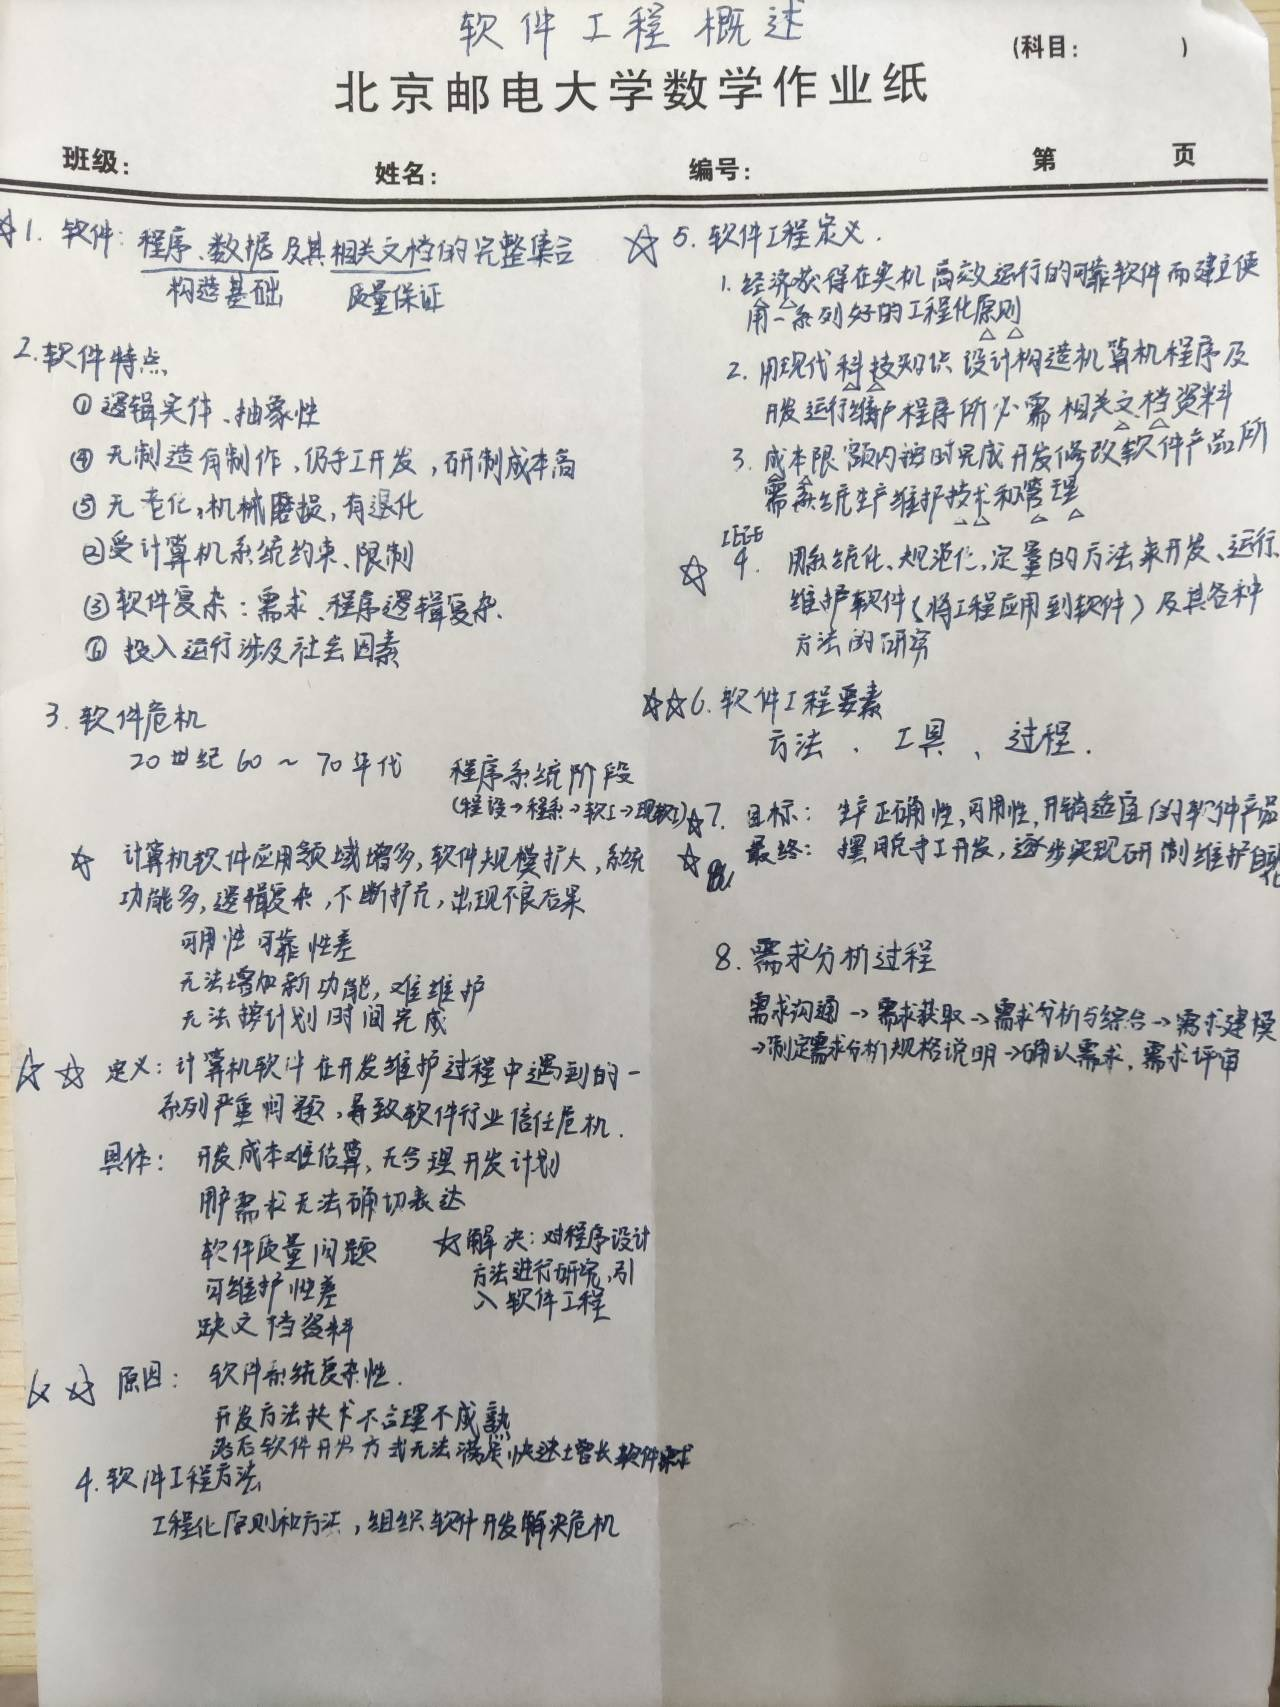 软件工程概述
(科目: )
北京邮电大学数学作业纸
班级: 姓名: 编号: 第 页
☆1. 软件: 程序、数据及其相关文档的完整集合
构造基础 质量保证
2.软件特点
① 逻辑实体、抽象性
④ 无制造有制作,仍手工开发,研制成本高
⑤ 无老化,机械磨损,有退化
②受计算机系统约束、限制
③软件复杂:需求、程序逻辑复杂.
⑥ 投入运行涉及社会因素
3. 软件危机
20世纪60~70年代 程序系统阶段
(程设→程系→软工→现软工)
☆ 计算机软件应用领域增多,软件规模扩大,系统
功能多,逻辑复杂,不断扩充,出现不良后果
可用性可靠性差
无法增加新功能,难维护
无法按计划时间完成
☆☆ 定义:计算机软件在开发维护过程中遇到的一
系列严重问题,导致软件行业信任危机.
具体: 开发成本难估算,无合理开发计划
用户需求无法确切表达
软件质量问题
可维护性差
缺文档资料
☆解决:对程序设计
方法进行研究,引
入软件工程
☆☆ 原因: 软件系统复杂性.
开发方法技术不合理不成熟
落后软件开发方式无法满足快速增长软件需求
4.软件工程方法
工程化原则和方法,组织软件开发解决危机
☆ 5.软件工程定义.
1.经济获得在实机高效运行的可靠软件而建立使
用一系列好的工程化原则
2. 用现代科技知识设计构造机算机程序及
开发运行维护程序所必需相关文档资料
3. 成本限额内按时完成开发修改软件产品所
需系统生产维护技术和管理
IEEE
☆ 4. 用系统化、规范化,定量的方法来开发、运行、
维护软件(将工程应用到软件)及其各种
方法的研究
☆☆6.软件工程要素
方法、工具、过程.
☆7. 目标: 生产正确性,可用性,开销适宜的软件产品
☆ 最终: 摆脱手工开发,逐步实现研制维护自动化
8. 需求分析过程
需求沟通→需求获取→需求分析与综合→需求建模
→制定需求分析规格说明→确认需求,需求评审